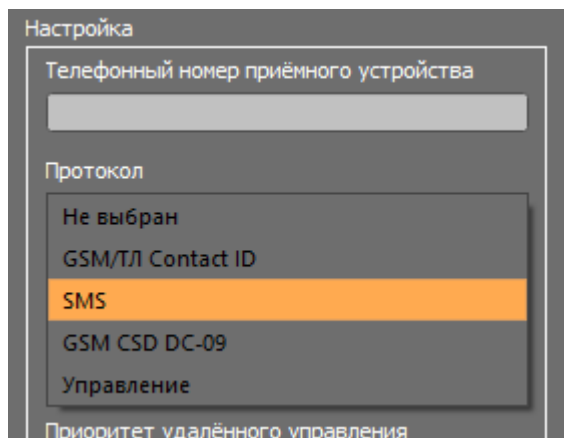 Настройка
Телефонный номер приёмного устройства
Протокол
Не выбран
GSM/ТЛ Contact ID
SMS
GSM CSD DC-09
Управление
Приоритет удалённого управления